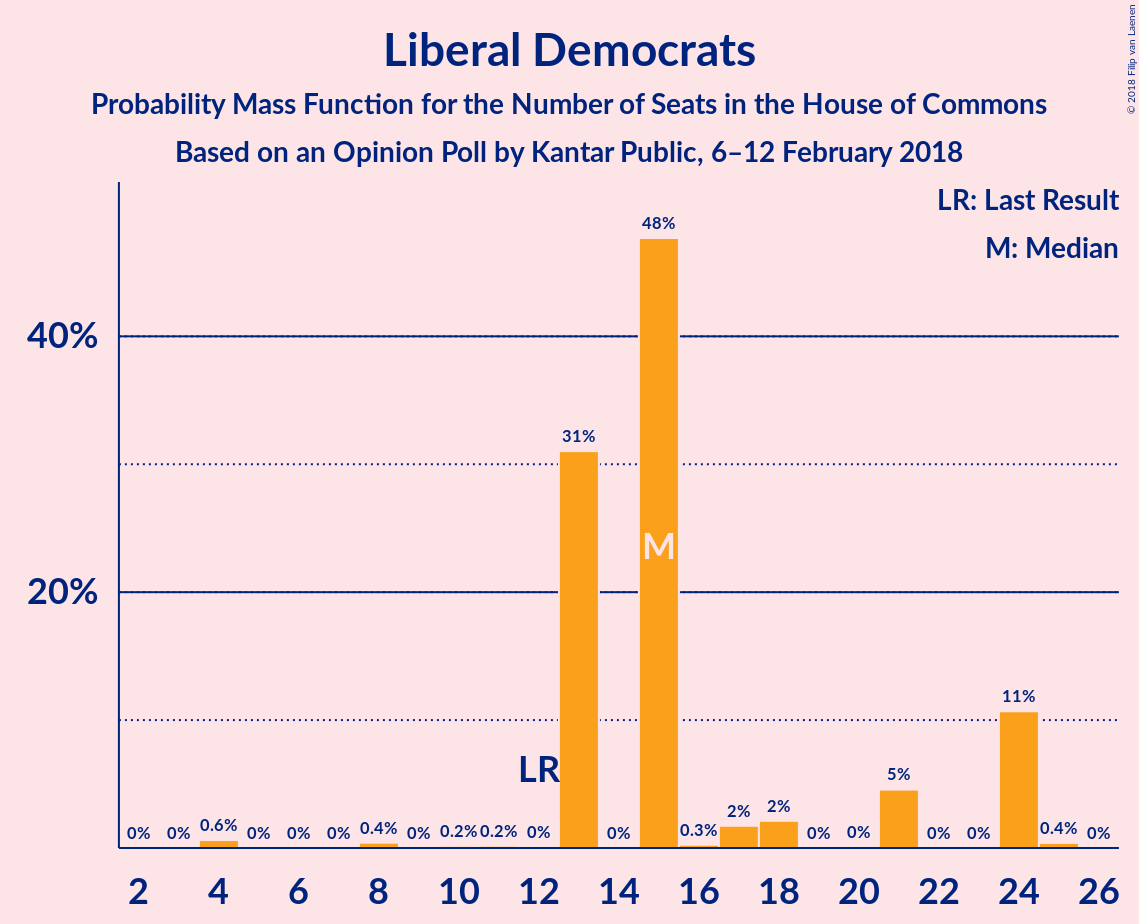 Liberal Democrats
Probability Mass Function for the Number of Seats in the House of Commons
Based on an Opinion Poll by Kantar Public, 6–12 February 2018
© 2018 Filip van Laenen
LR: Last Result
M: Median
48%
40%
31%
M
20%
11%
LR
5%
0% 0% 0.6% 0% 0% 0% 0.4% 0% 0.2% 0.2% 0% 0% 0.3% 2% 2% 0% 0% 0% 0% 0.4% 0%
2 4 6 8 10 12 14 16 18 20 22 24 26